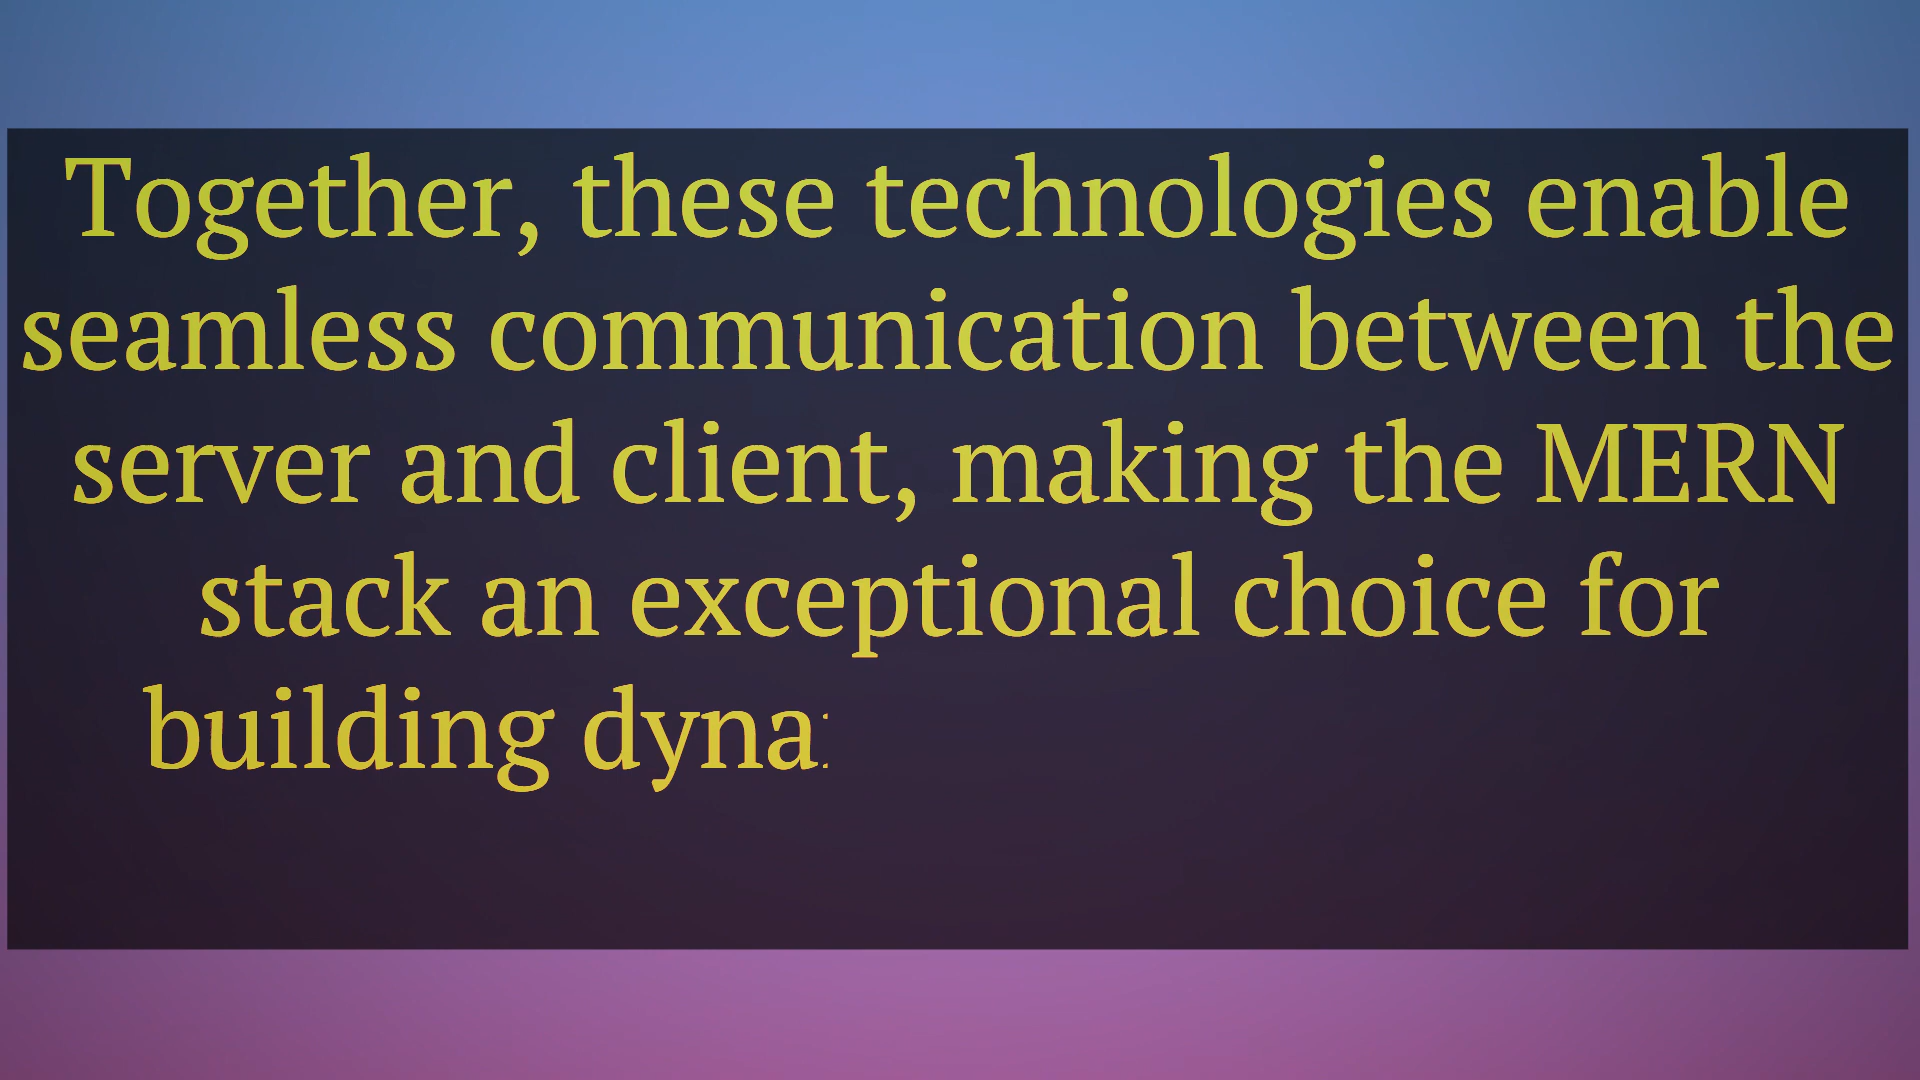 Together, these technologies enable
seamless communication between the
server and client, making the MERN
stack an exceptional choice for
building dyna